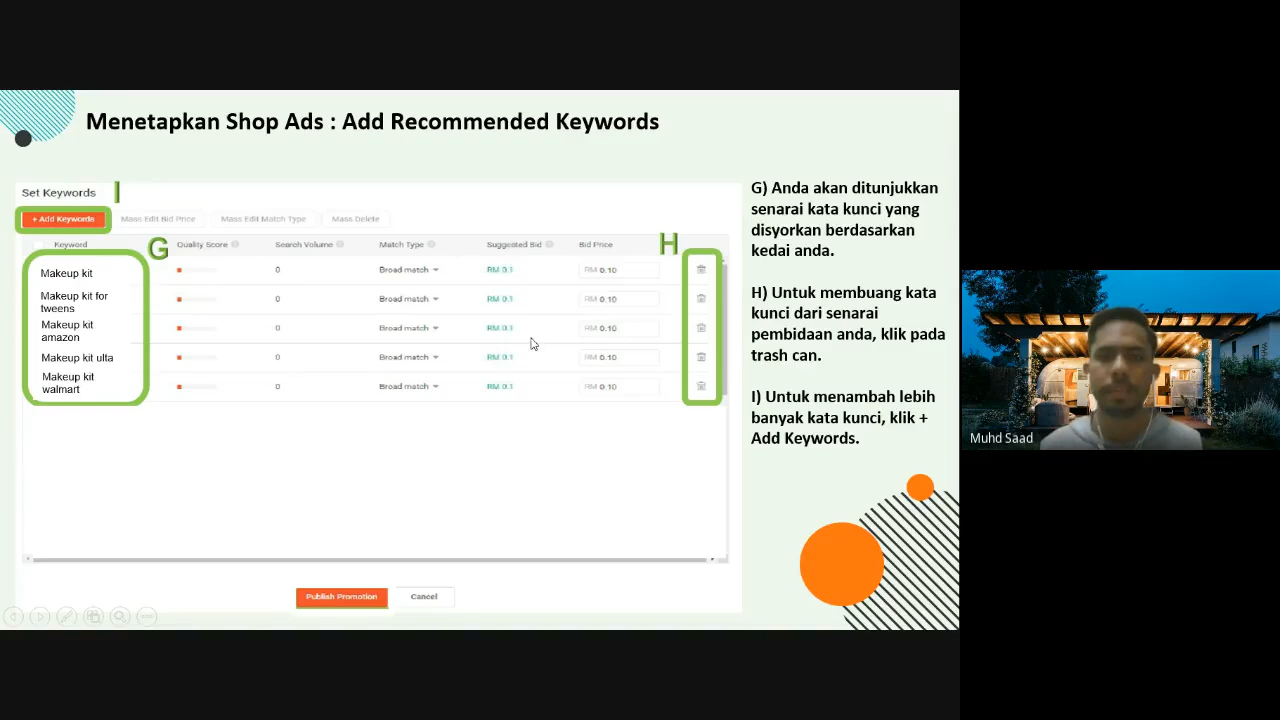 Menetapkan Shop Ads : Add Recommended Keywords
Set Keywords
I
+ Add Keywords
Mass Edit Bid Price
Mass Edit Match Type
Mass Delete
Keyword
G
Quality Score
Search Volume
Match Type
Suggested Bid
Bid Price
H
Makeup kit
0
Broad match
RM 0.1
RM 0.10
Makeup kit for
tweens
0
Broad match
RM 0.1
RM 0.10
Makeup kit
amazon
0
Broad match
RM 0.1
RM 0.10
Makeup kit ulta
0
Broad match
RM 0.1
RM 0.10
Makeup kit
walmart
0
Broad match
RM 0.1
RM 0.10
Publish Promotion
Cancel
G) Anda akan ditunjukkan
senarai kata kunci yang
disyorkan berdasarkan
kedai anda.
H) Untuk membuang kata
kunci dari senarai
pembidaan anda, klik pada
trash can.
I) Untuk menambah lebih
banyak kata kunci, klik +
Add Keywords.
Muhd Saad